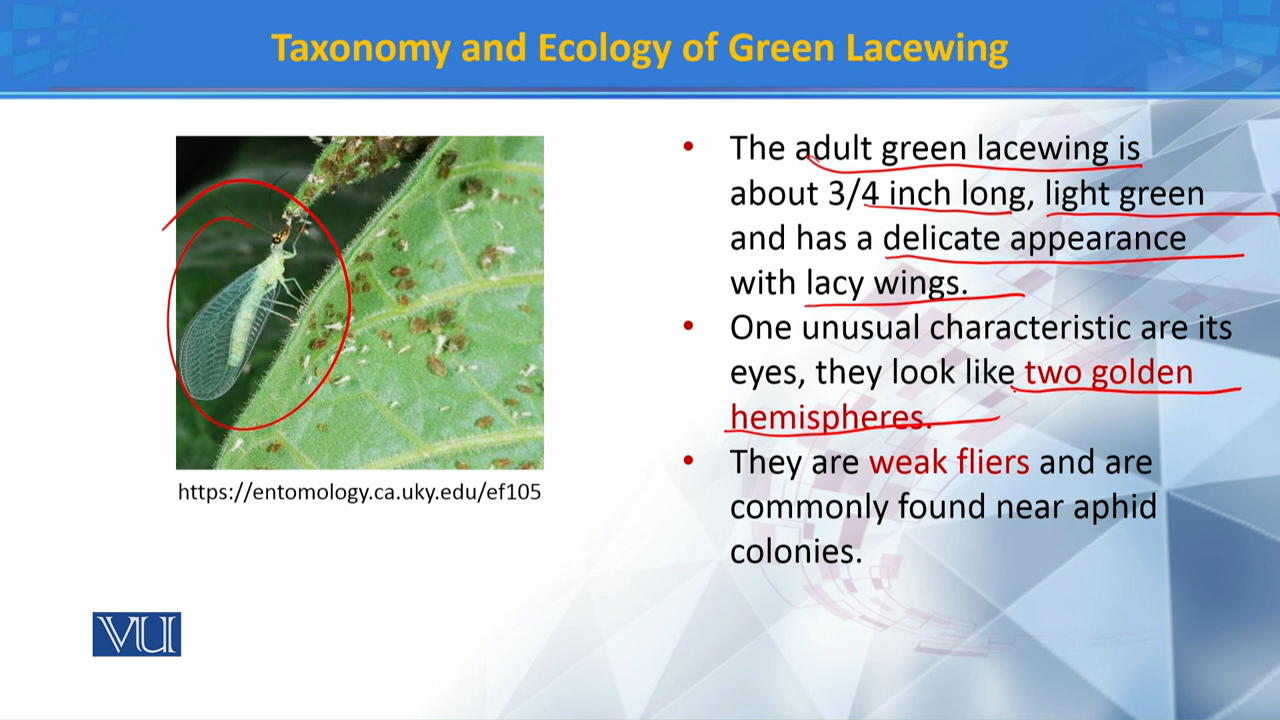 Taxonomy and Ecology of Green Lacewing
• The adult green lacewing is
about 3/4 inch long, light green
and has a delicate appearance
with lacy wings.
• One unusual characteristic are its
eyes, they look like two golden
hemispheres.
• They are weak fliers and are
commonly found near aphid
colonies.
https://entomology.ca.uky.edu/ef105
VU